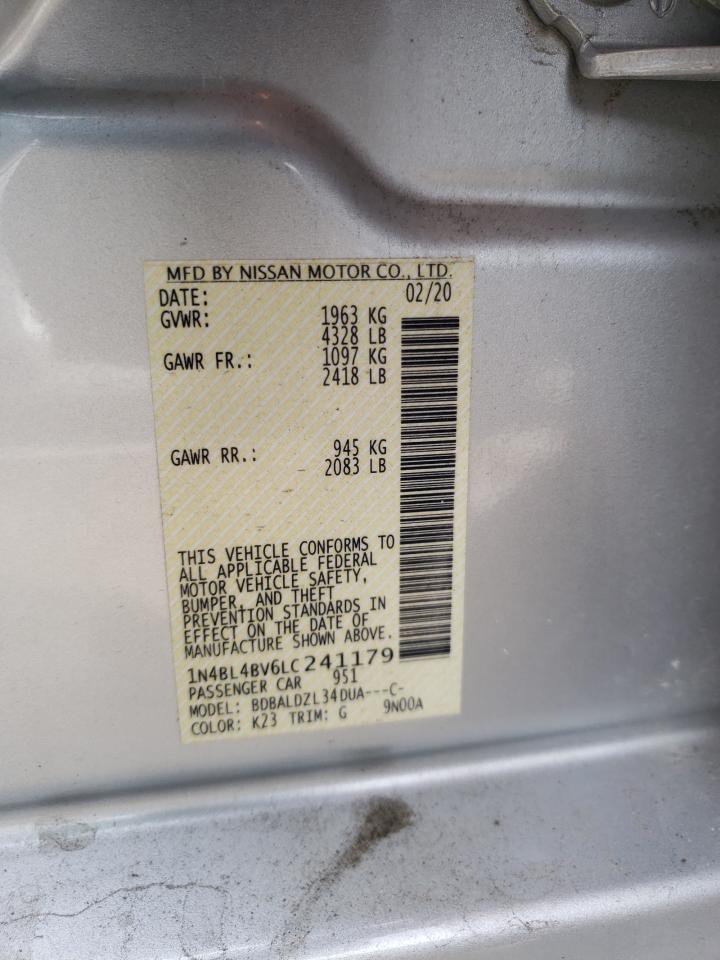 MFD BY NISSAN MOTOR CO., LTD.
DATE: 02/20
GVWR: 1963 KG
4328 LB
GAWR FR.: 1097 KG
2418 LB
GAWR RR.: 945 KG
2083 LB
THIS VEHICLE CONFORMS TO
ALL APPLICABLE FEDERAL
MOTOR VEHICLE SAFETY,
BUMPER, AND THEFT
PREVENTION STANDARDS IN
EFFECT ON THE DATE OF
MANUFACTURE SHOWN ABOVE.
1N4BL4BV6LC241179
PASSENGER CAR 951
MODEL: BDBALDZL34DUA---C-
COLOR: K23 TRIM: G 9N00A